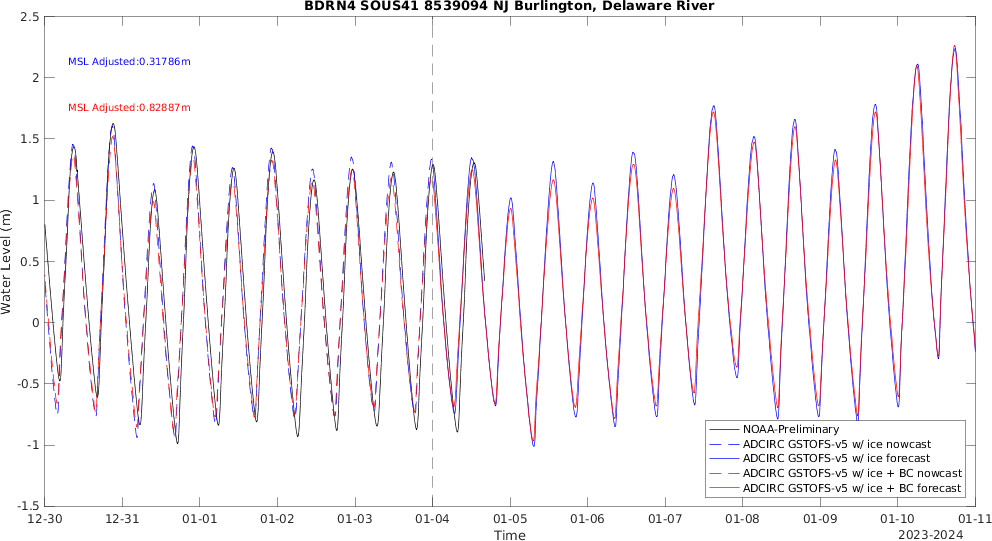 BDRN4 SOUS41 8539094 NJ Burlington, Delaware River
2.5
MSL Adjusted:0.31786m
2
MSL Adjusted:0.82887m
1.5
1
0.5
0
-0.5
-1
-1.5
Water Level (m)
NOAA-Preliminary
ADCIRC GSTOFS-v5 w/ ice nowcast
ADCIRC GSTOFS-v5 w/ ice forecast
ADCIRC GSTOFS-v5 w/ ice + BC nowcast
ADCIRC GSTOFS-v5 w/ ice + BC forecast
12-30 12-31 01-01 01-02 01-03 01-04 01-05 01-06 01-07 01-08 01-09 01-10 01-11
Time
2023-2024